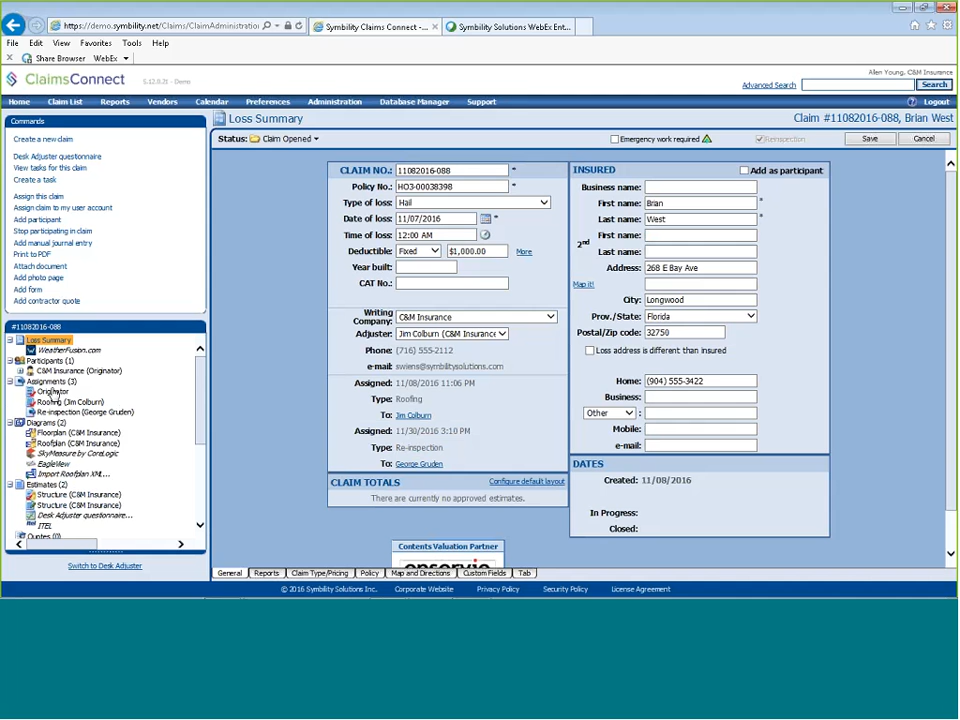 https://demo.symbility.net/Claims/ClaimAdministratio
Symbility Claims Connect -...
Symbility Solutions WebEx Ent...
File Edit View Favorites Tools Help
Share Browser WebEx
ClaimsConnect 5.12.0.21 - Demo
Allen Young, C&M Insurance
Advanced Search Search
Home Claim List Reports Vendors Calendar Preferences Administration Database Manager Support Logout
Commands
Create a new claim
Desk Adjuster questionnaire
View tasks for this claim
Create a task
Assign this claim
Assign claim to my user account
Add participant
Stop participating in claim
Add manual journal entry
Print to PDF
Attach document
Add photo page
Add form
Add contractor quote
#11082016-088
Loss Summary
WeatherFusion.com
Participants (1)
C&M Insurance (Originator)
Assignments (3)
Originator
Roofing (Jim Colburn)
Re-inspection (George Gruden)
Diagrams (2)
Floorplan (C&M Insurance)
Roofplan (C&M Insurance)
SkyMeasure by CoreLogic
EagleView
Import Roofplan XML...
Estimates (2)
Structure (C&M Insurance)
Structure (C&M Insurance)
Desk Adjuster questionnaire...
ITEL
Quotes (0)
Switch to Desk Adjuster
Loss Summary
Claim #11082016-088, Brian West
Status: Claim Opened
Emergency work required
Reinspection
Save Cancel
CLAIM NO.: 11082016-088 *
Policy No.: HO3-00038398 *
Type of loss: Hail
Date of loss: 11/07/2016 *
Time of loss: 12:00 AM
Deductible: Fixed $1,000.00 More
Year built:
CAT No.:
Writing Company: C&M Insurance
Adjuster: Jim Colburn (C&M Insuranc
Phone: (716) 555-2112
e-mail: swiens@symbilitysolutions.com
Assigned: 11/08/2016 11:06 PM
Type: Roofing
To: Jim Colburn
Assigned: 11/30/2016 3:10 PM
Type: Re-inspection
To: George Gruden
CLAIM TOTALS Configure default layout
There are currently no approved estimates.
Contents Valuation Partner
INSURED Add as participant
Business name:
First name: Brian *
Last name: West *
2nd
First name:
Last name:
Address: 268 E Bay Ave
Map it!
City: Longwood
Prov./State: Florida
Postal/Zip code: 32750
Loss address is different than insured
Home: (904) 555-3422
Business:
Other :
Mobile:
e-mail:
DATES
Created: 11/08/2016
In Progress:
Closed:
General Reports Claim Type/Pricing Policy Map and Directions Custom Fields Tab
© 2016 Symbility Solutions Inc. Corporate Website Privacy Policy Security Policy License Agreement